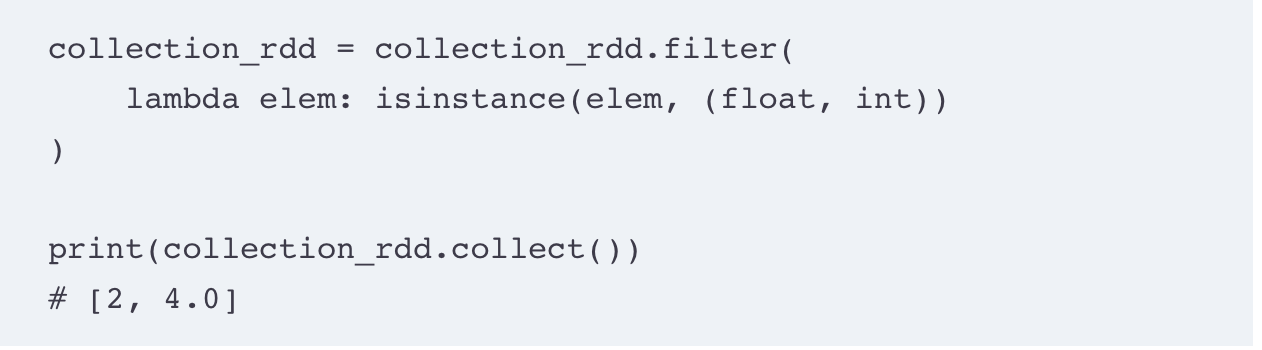 collection_rdd = collection_rdd.filter(
    lambda elem: isinstance(elem, (float, int))
)

print(collection_rdd.collect())
# [2, 4.0]